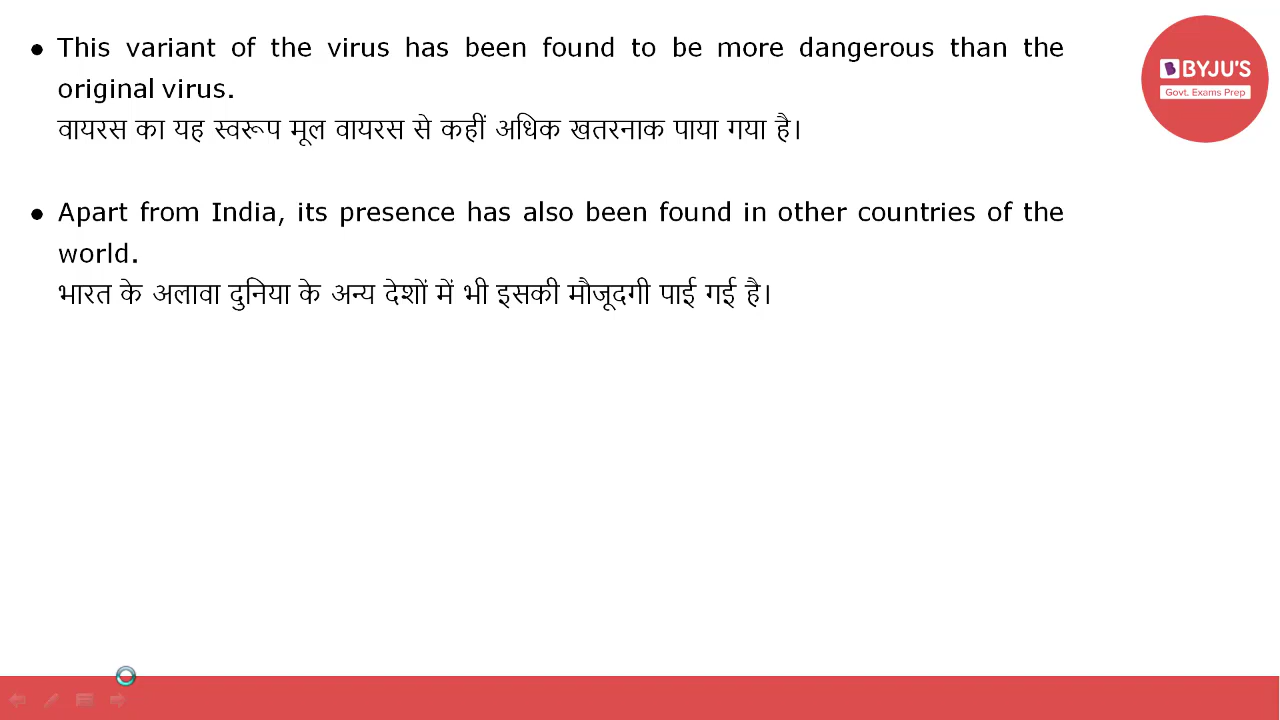 • This variant of the virus has been found to be more dangerous than the
original virus.
वायरस का यह स्वरूप मूल वायरस से कहीं अधिक खतरनाक पाया गया है।
• Apart from India, its presence has also been found in other countries of the
world.
भारत के अलावा दुनिया के अन्य देशों में भी इसकी मौजूदगी पाई गई है।
BYJU'S
Govt. Exams Prep